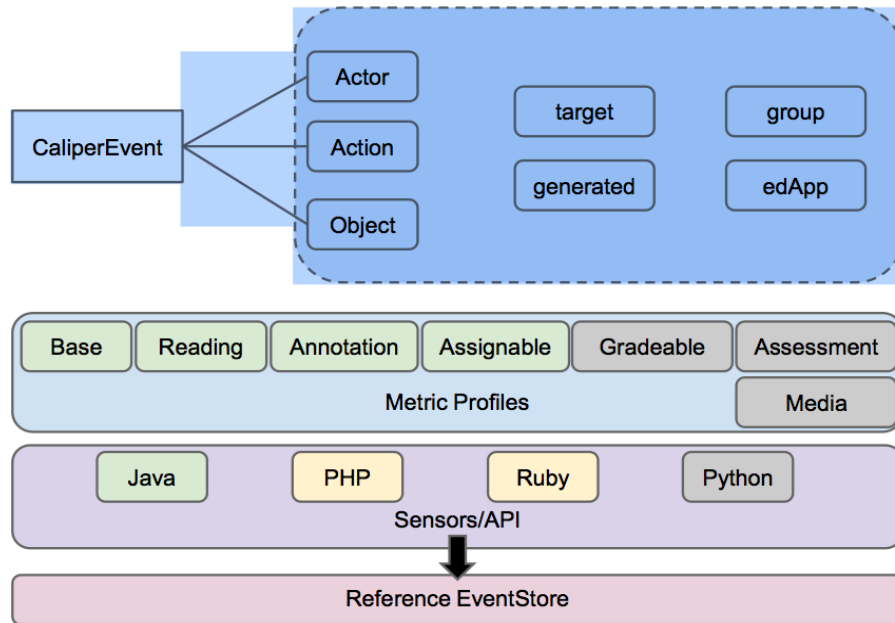 Actor
CaliperEvent
Action
Object
target
group
generated
edApp
Base
Reading
Annotation
Assignable
Gradeable
Assessment
Metric Profiles
Media
Java
PHP
Ruby
Python
Sensors/API
Reference EventStore